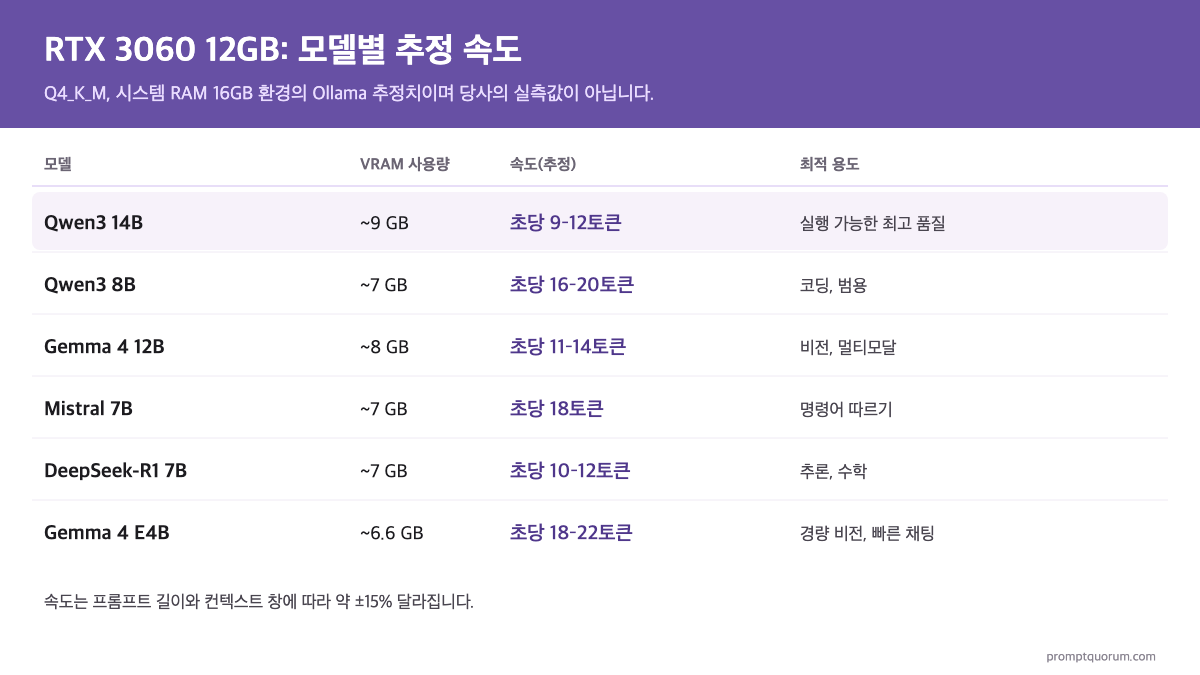 RTX 3060 12GB: 모델별 추정 속도
Q4_K_M, 시스템 RAM 16GB 환경의 Ollama 추정치이며 당사의 실측값이 아닙니다.
모델 VRAM 사용량 속도(추정) 최적 용도
Qwen3 14B ~9 GB 초당 9-12토큰 실행 가능한 최고 품질
Qwen3 8B ~7 GB 초당 16-20토큰 코딩, 범용
Gemma 4 12B ~8 GB 초당 11-14토큰 비전, 멀티모달
Mistral 7B ~7 GB 초당 18토큰 명령어 따르기
DeepSeek-R1 7B ~7 GB 초당 10-12토큰 추론, 수학
Gemma 4 E4B ~6.6 GB 초당 18-22토큰 경량 비전, 빠른 채팅
속도는 프롬프트 길이와 컨텍스트 창에 따라 약 ±15% 달라집니다.
promptquorum.com